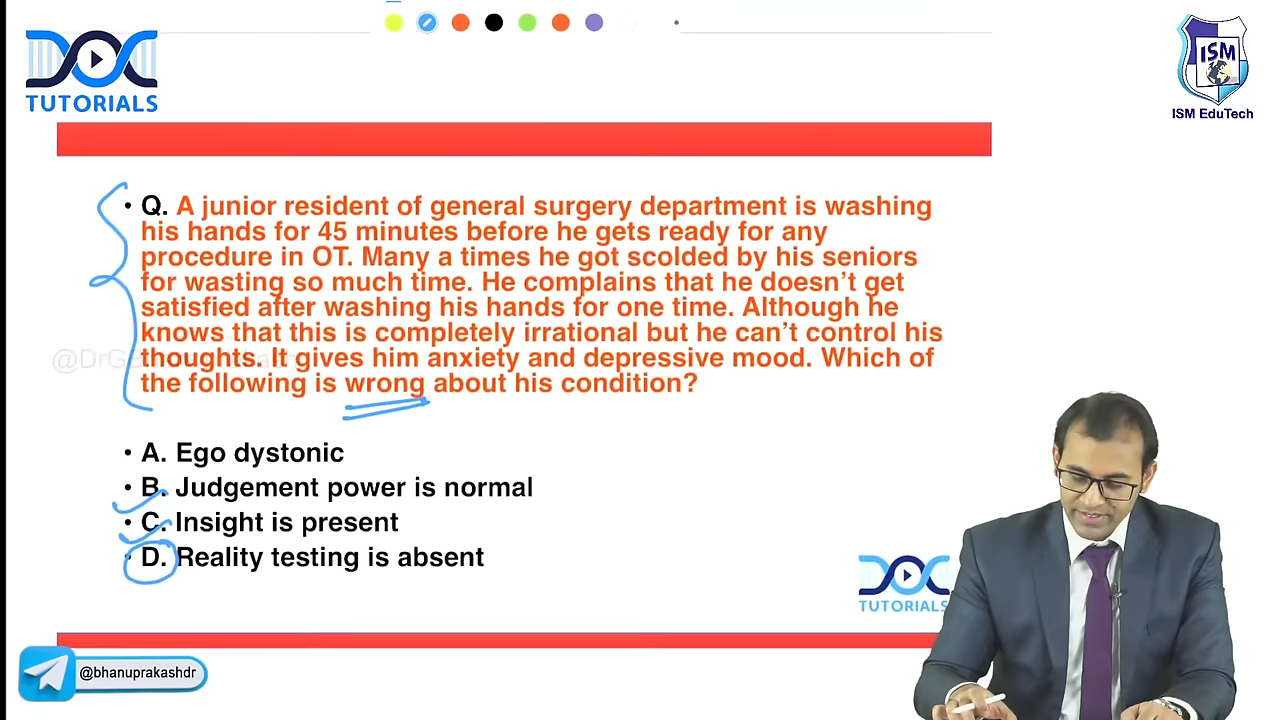 DOC
TUTORIALS
ISM
ISM EduTech
• Q. A junior resident of general surgery department is washing
his hands for 45 minutes before he gets ready for any
procedure in OT. Many a times he got scolded by his seniors
for wasting so much time. He complains that he doesn’t get
satisfied after washing his hands for one time. Although he
knows that this is completely irrational but he can’t control his
thoughts. It gives him anxiety and depressive mood. Which of
the following is wrong about his condition?
• A. Ego dystonic
• B. Judgement power is normal
• C. Insight is present
• D. Reality testing is absent
DOC
TUTORIALS
@bhanuprakashdr